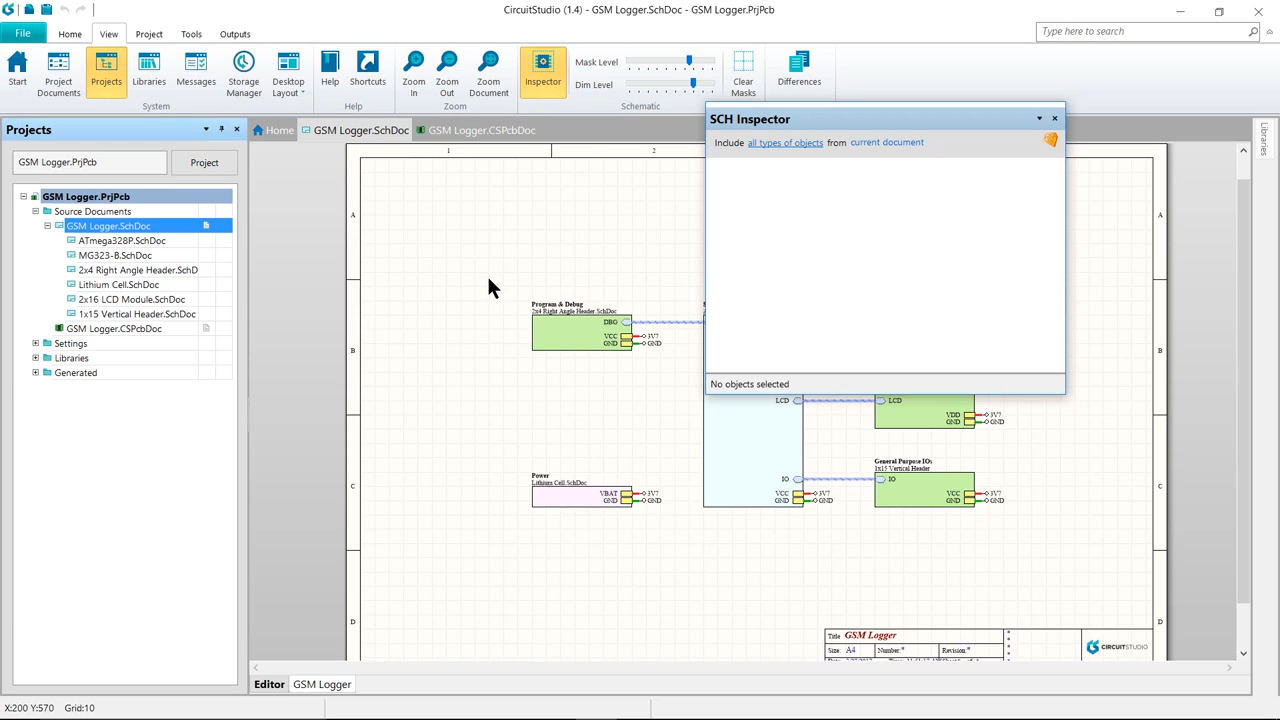 CircuitStudio (1.4) - GSM Logger.SchDoc - GSM Logger.PrjPcb
File
Home
View
Project
Tools
Outputs
Type here to search
Start
Project Documents
Projects
Libraries
Messages
Storage Manager
Desktop Layout
Help
Shortcuts
Zoom In
Zoom Out
Zoom Document
Inspector
Mask Level
Dim Level
Clear Masks
Differences
System
Help
Zoom
Schematic
Projects
Home
GSM Logger.SchDoc
GSM Logger.CSPcbDoc
GSM Logger.PrjPcb
Project
GSM Logger.PrjPcb
Source Documents
GSM Logger.SchDoc
ATmega328P.SchDoc
MG323-B.SchDoc
2x4 Right Angle Header.SchD
Lithium Cell.SchDoc
2x16 LCD Module.SchDoc
1x15 Vertical Header.SchDoc
GSM Logger.CSPcbDoc
Settings
Libraries
Generated
SCH Inspector
Include all types of objects from current document
No objects selected
Libraries
1
2
A
A
B
B
C
C
D
D
Program & Debug
2x4 Right Angle Header.SchDoc
DBG
VCC
3V7
GND
GND
LCD
LCD
VDD
3V7
GND
GND
Power
Lithium Cell.SchDoc
VBAT
3V7
GND
GND
IO
VCC
3V7
GND
GND
General Purpose IOs
1x15 Vertical Header
IO
VCC
3V7
GND
GND
Title GSM Logger
Size: A4
Number:*
Revision:*
CIRCUITSTUDIO
Editor
GSM Logger
X:200 Y:570
Grid:10